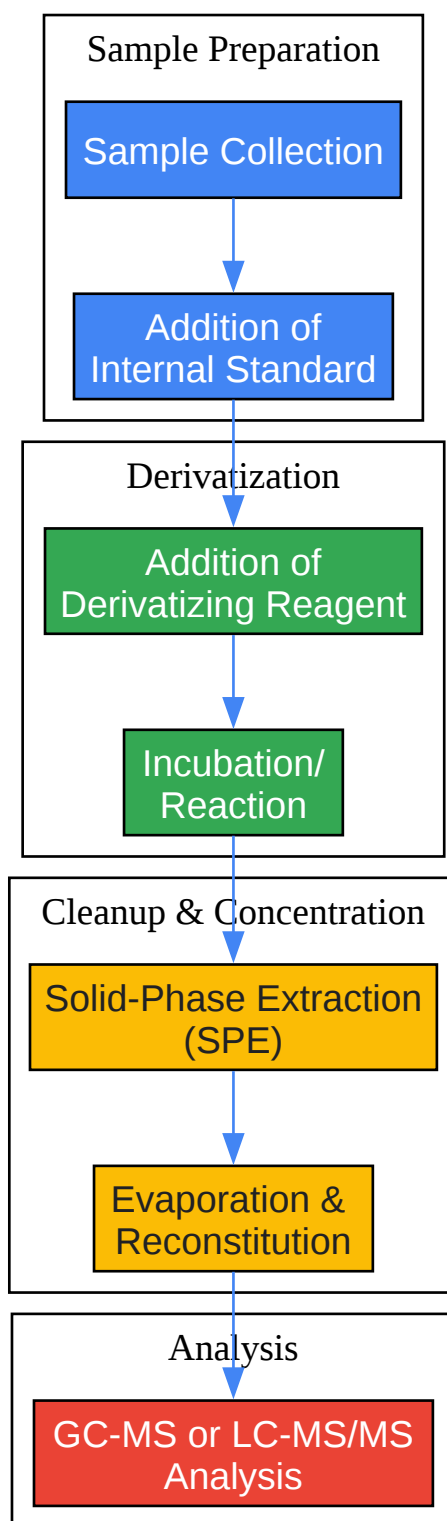 Sample Preparation
Sample Collection
Addition of
Internal Standard
Derivatization
Addition of
Derivatizing Reagent
Incubation/
Reaction
Cleanup & Concentration
Solid-Phase Extraction
(SPE)
Evaporation &
Reconstitution
Analysis
GC-MS or LC-MS/MS
Analysis